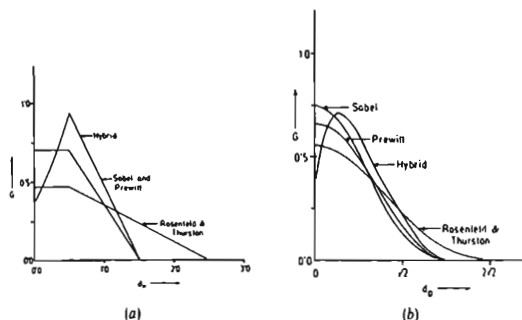 1·0
Hybrid
Sobel and
Prewitt
0·5
G
Rosenfeld &
Thurston
0·0
0·0
1·0
2·0
3·0
(a)
1·0
G
Sobel
Prewitt
0·5
Hybrid
Rosenfeld &
Thurston
0·0
0
√2
2√2
(b)